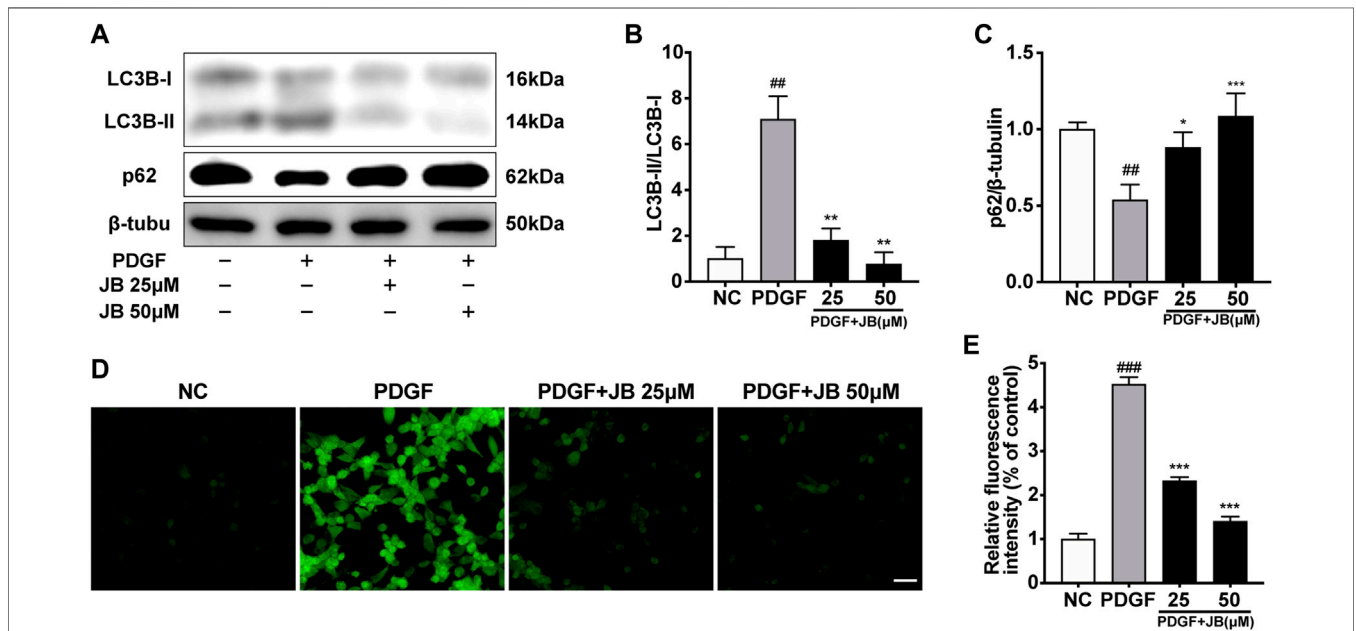 A
LC3B-I 16kDa
LC3B-II 14kDa
p62 62kDa
β-tubu 50kDa
PDGF – + + +
JB 25μM – – + –
JB 50μM – – – +
B
10
8
6
4
2
0
LC3B-II/LC3B-I
##
**
**
NC PDGF 25 50
PDGF+JB(μM)
C
1.5
1.0
0.5
0.0
p62/β-tubulin
##
*
***
NC PDGF 25 50
PDGF+JB(μM)
D
NC PDGF PDGF+JB 25μM PDGF+JB 50μM
E
5
4
3
2
1
0
Relative fluorescence
intensity (% of control)
###
***
***
NC PDGF 25 50
PDGF+JB(μM)